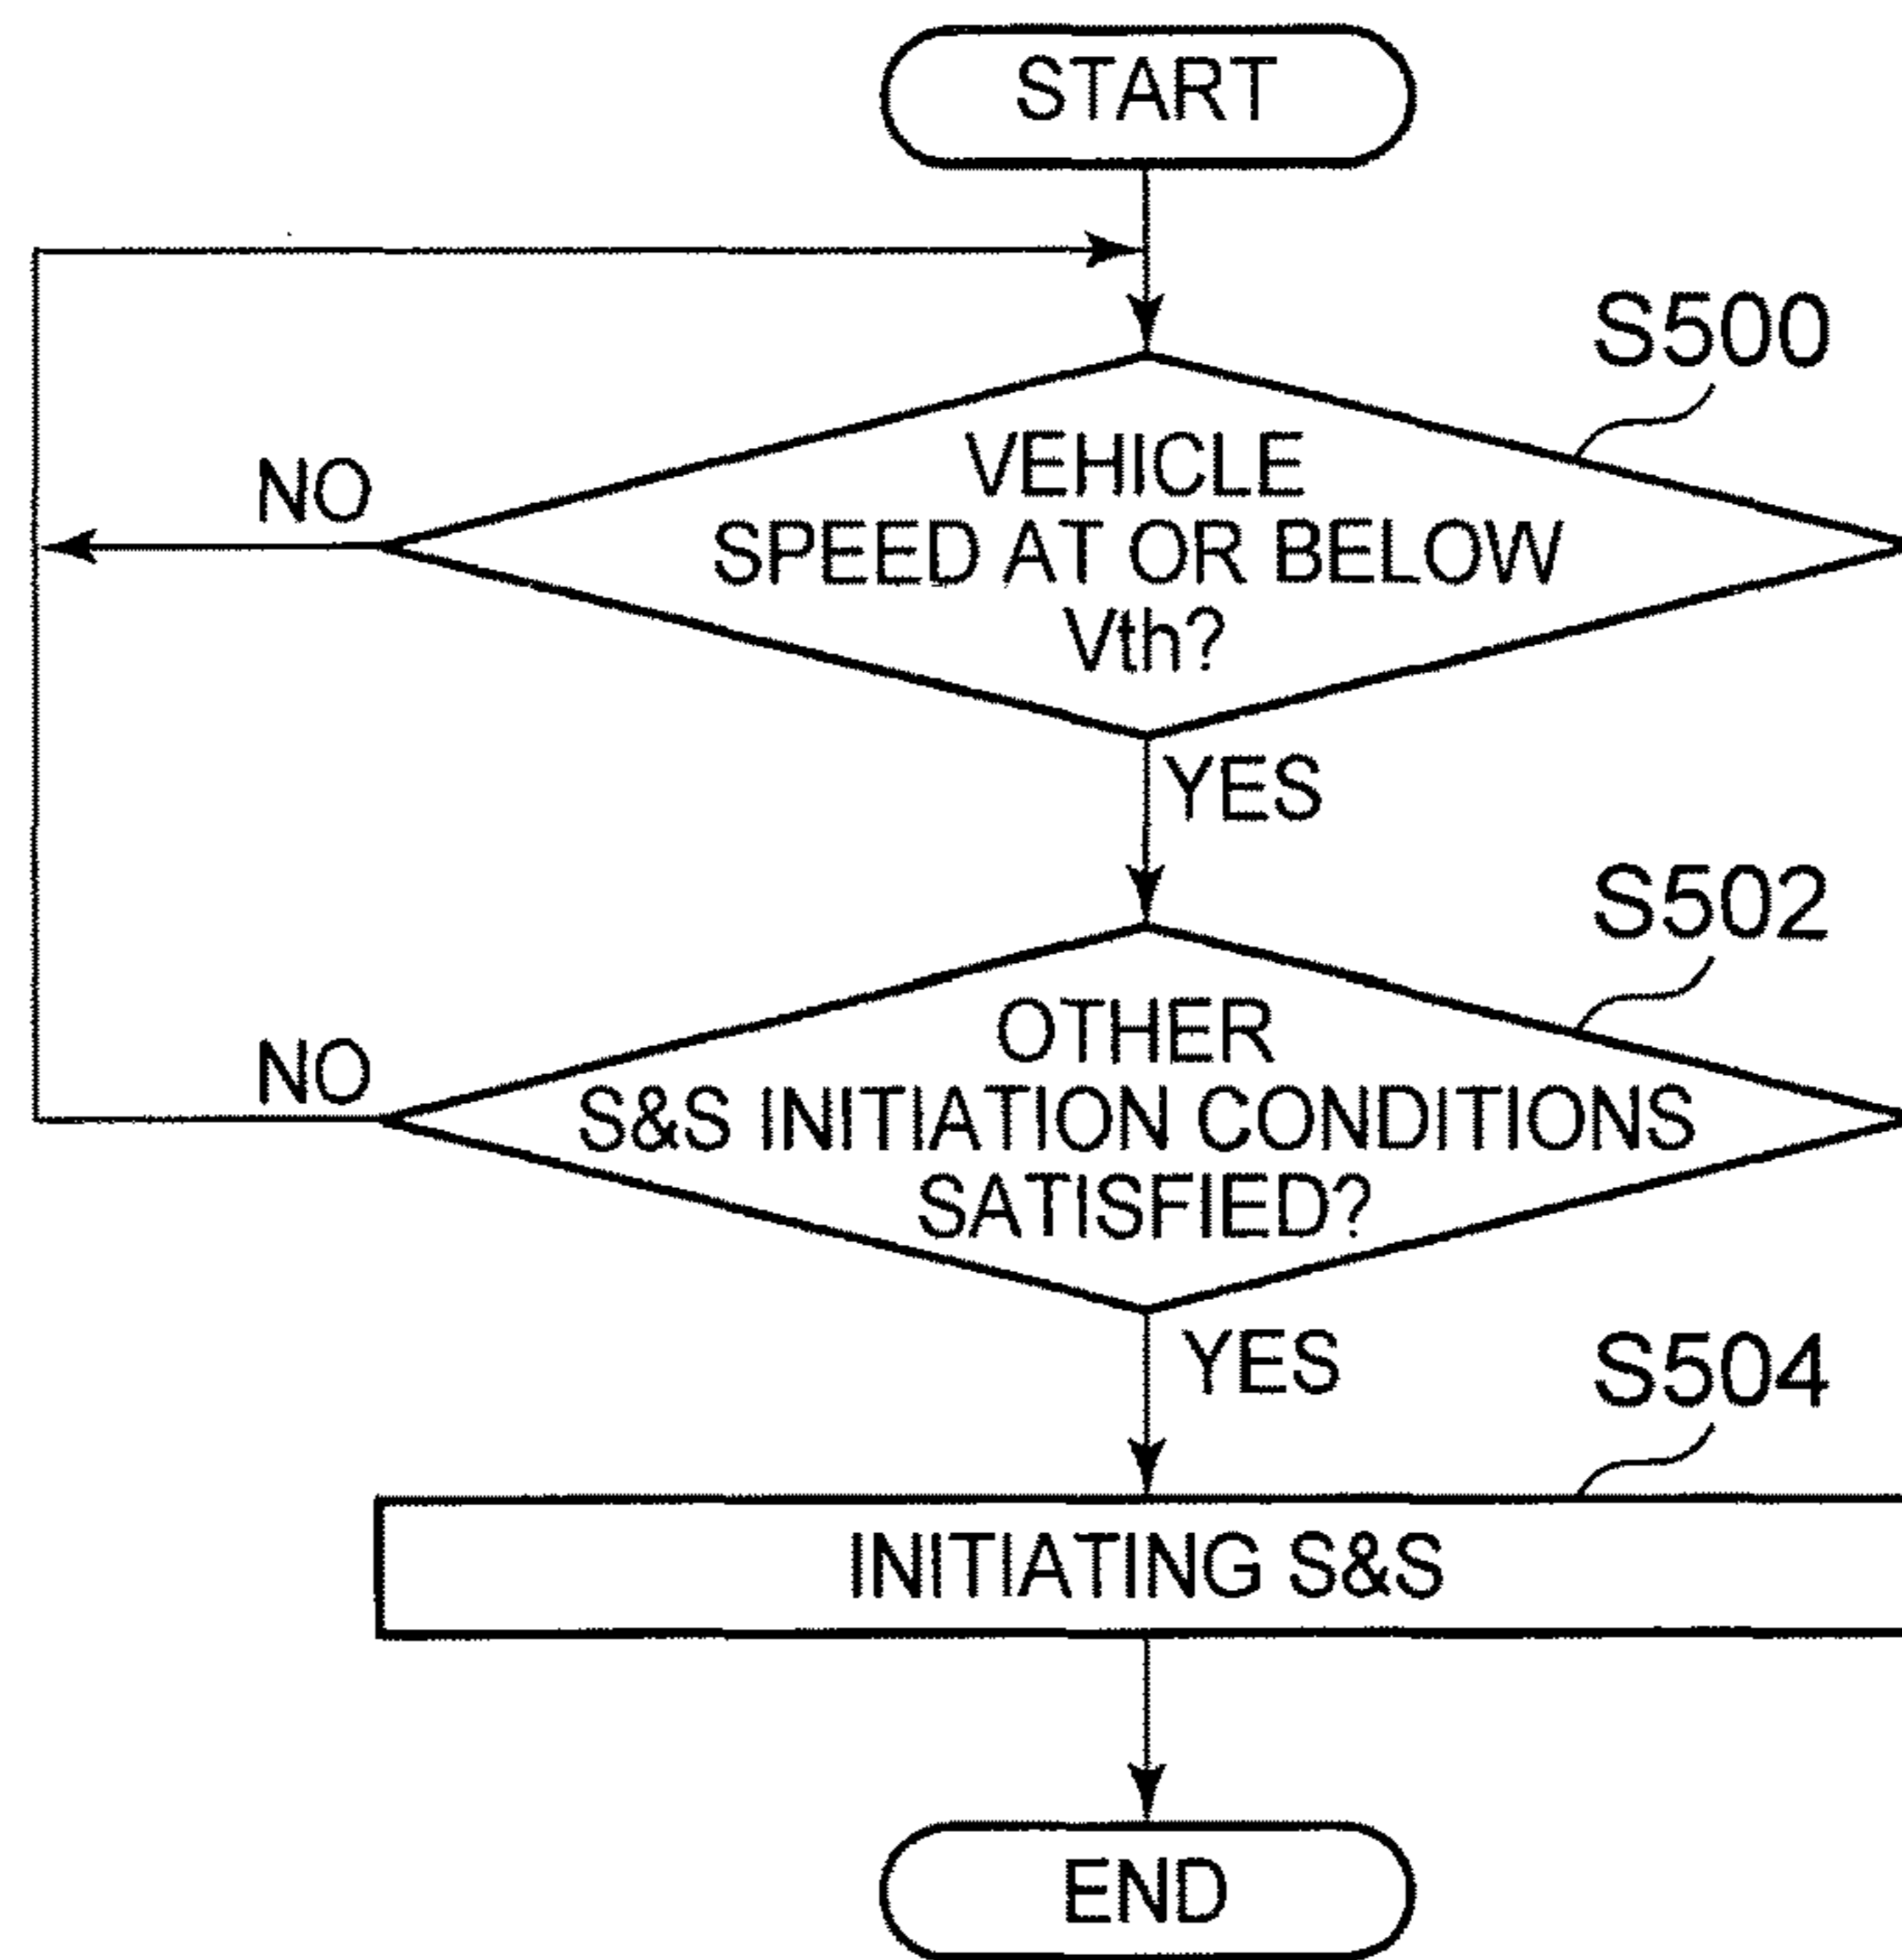 START
S500
VEHICLE
SPEED AT OR BELOW
Vth?
NO
YES
S502
OTHER
S&S INITIATION CONDITIONS
SATISFIED?
NO
YES
S504
INITIATING S&S
END